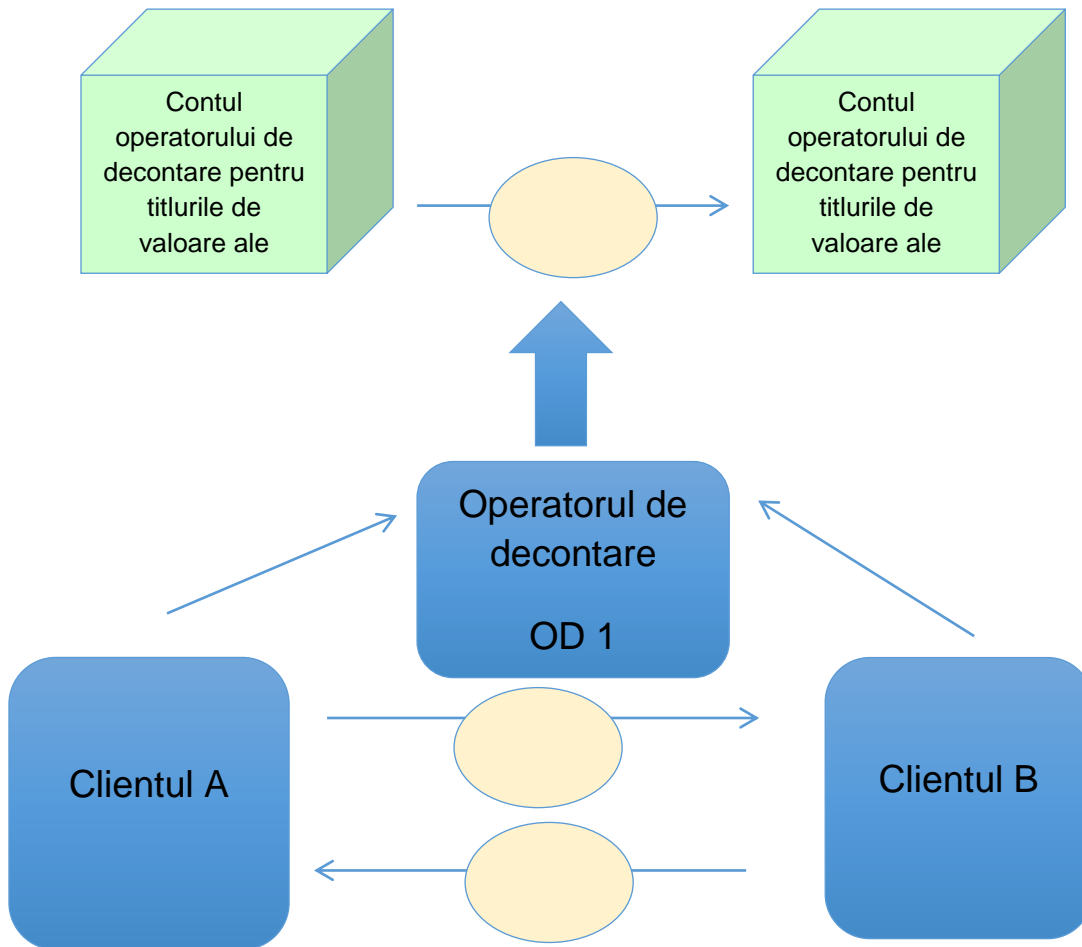 Contul
operatorului de
decontare pentru
titlurile de
valoare ale
Contul
operatorului de
decontare pentru
titlurile de
valoare ale
Operatorul de
decontare
OD 1
Clientul A
Clientul B